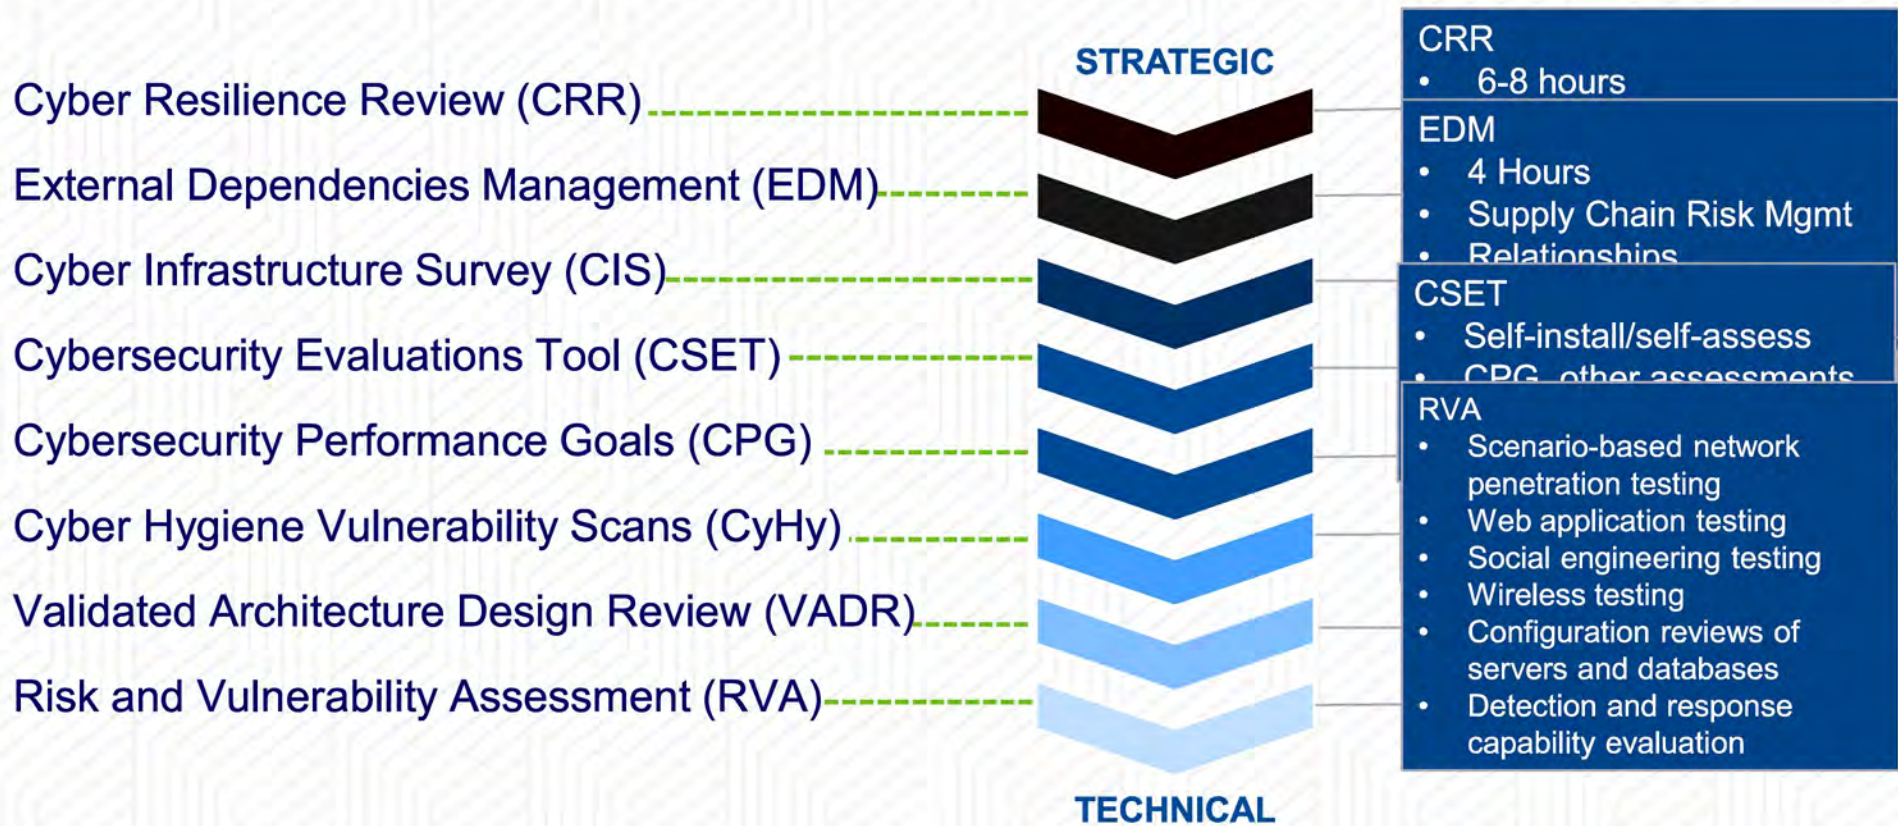 STRATEGIC
Cyber Resilience Review (CRR)
External Dependencies Management (EDM)
Cyber Infrastructure Survey (CIS)
Cybersecurity Evaluations Tool (CSET)
Cybersecurity Performance Goals (CPG)
Cyber Hygiene Vulnerability Scans (CyHy)
Validated Architecture Design Review (VADR)
Risk and Vulnerability Assessment (RVA)
TECHNICAL
CRR
• 6-8 hours
EDM
• 4 Hours
• Supply Chain Risk Mgmt
• Relationships
CSET
• Self-install/self-assess
• CPG, other assessments
RVA
• Scenario-based network
penetration testing
• Web application testing
• Social engineering testing
• Wireless testing
• Configuration reviews of
servers and databases
• Detection and response
capability evaluation